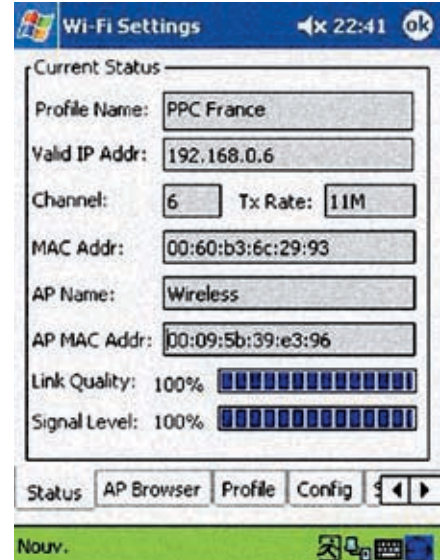 Wi-Fi Settings 22:41 ok
Current Status
Profile Name: PPC France
Valid IP Addr: 192.168.0.6
Channel: 6 Tx Rate: 11M
MAC Addr: 00:60:b3:6c:29:93
AP Name: Wireless
AP MAC Addr: 00:09:5b:39:e3:96
Link Quality: 100%
Signal Level: 100%
Status AP Browser Profile Config
Nouv.